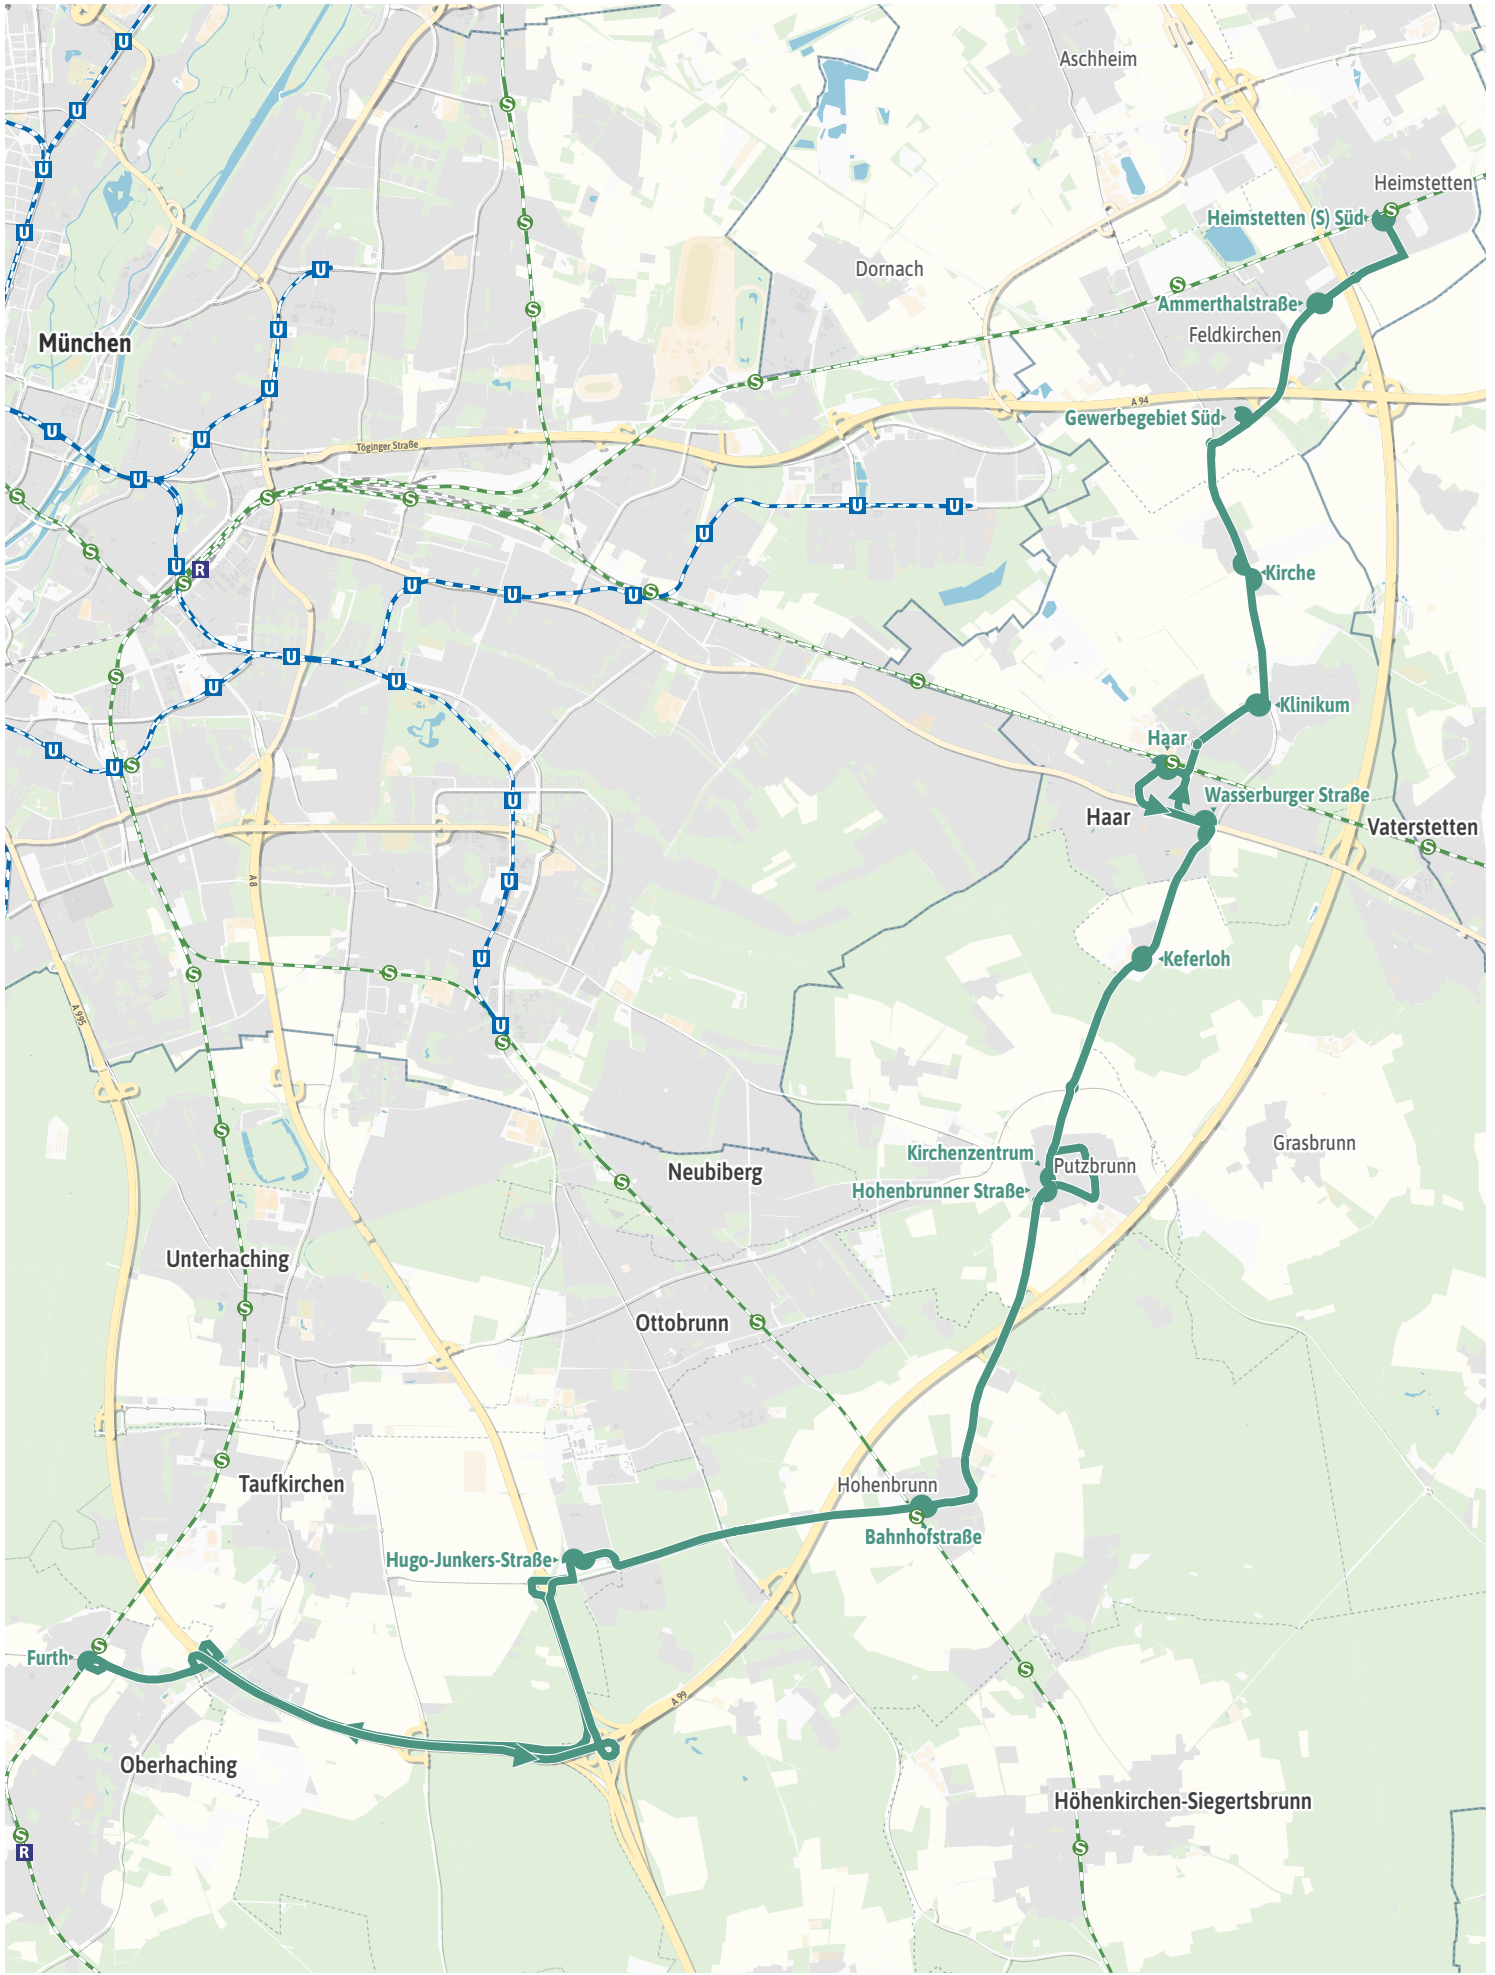 Aschheim
Heimstetten
Heimstetten (S) Süd
Dornach
Ammerthalstraße
Feldkirchen
München
A 94
Gewerbegebiet Süd
Töginger Straße
Kirche
Klinikum
Haar
Wasserburger Straße
Haar
Vaterstetten
A 8
Keferloh
A 995
Grasbrunn
Kirchenzentrum
Putzbrunn
Neubiberg
Hohenbrunner Straße
Unterhaching
Ottobrunn
Taufkirchen
Hohenbrunn
Bahnhofstraße
Hugo-Junkers-Straße
Furth
A 99
Oberhaching
Höhenkirchen-Siegertsbrunn
U
S
R